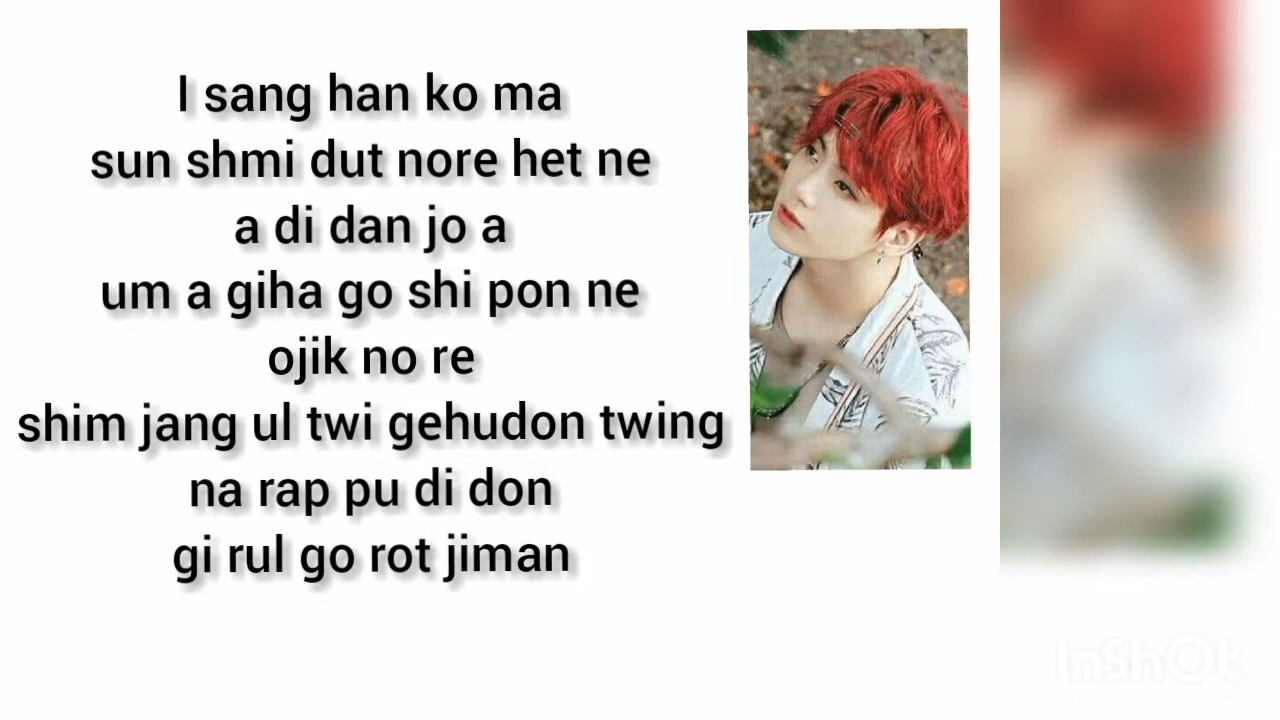 I sang han ko ma
sun shmi dut nore het ne
a di dan jo a
um a giha go shi pon ne
ojik no re
shim jang ul twi gehudon twing
na rap pu di don
gi rul go rot jiman
InShOt